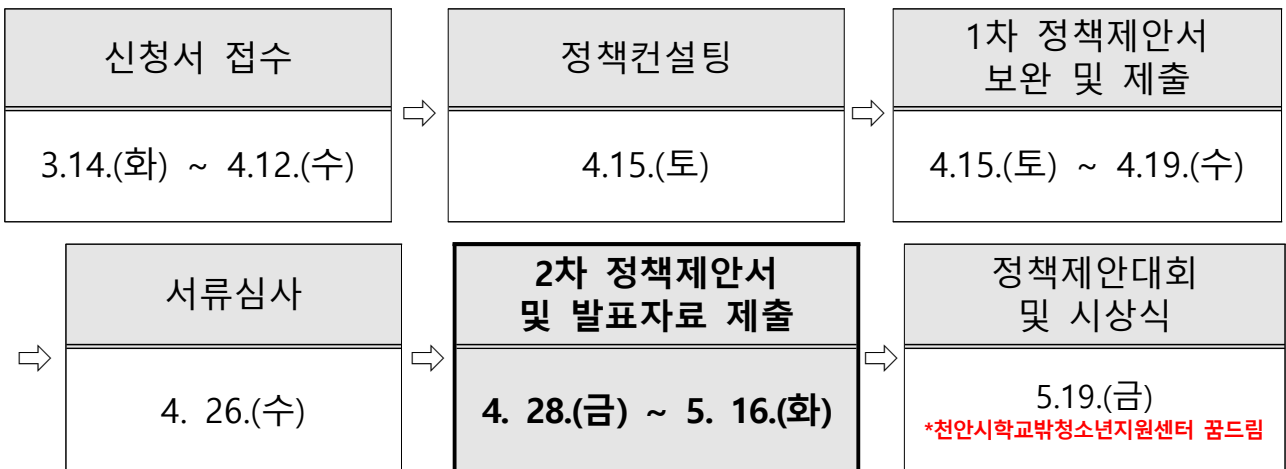 신청서 접수
3.14.(화) ~ 4.12.(수)
⇨
정책컨설팅
4.15.(토)
⇨
1차 정책제안서
보완 및 제출
4.15.(토) ~ 4.19.(수)
⇨
서류심사
4. 26.(수)
⇨
2차 정책제안서
및 발표자료 제출
4. 28.(금) ~ 5. 16.(화)
⇨
정책제안대회
및 시상식
5.19.(금)
*천안시학교밖청소년지원센터 꿈드림